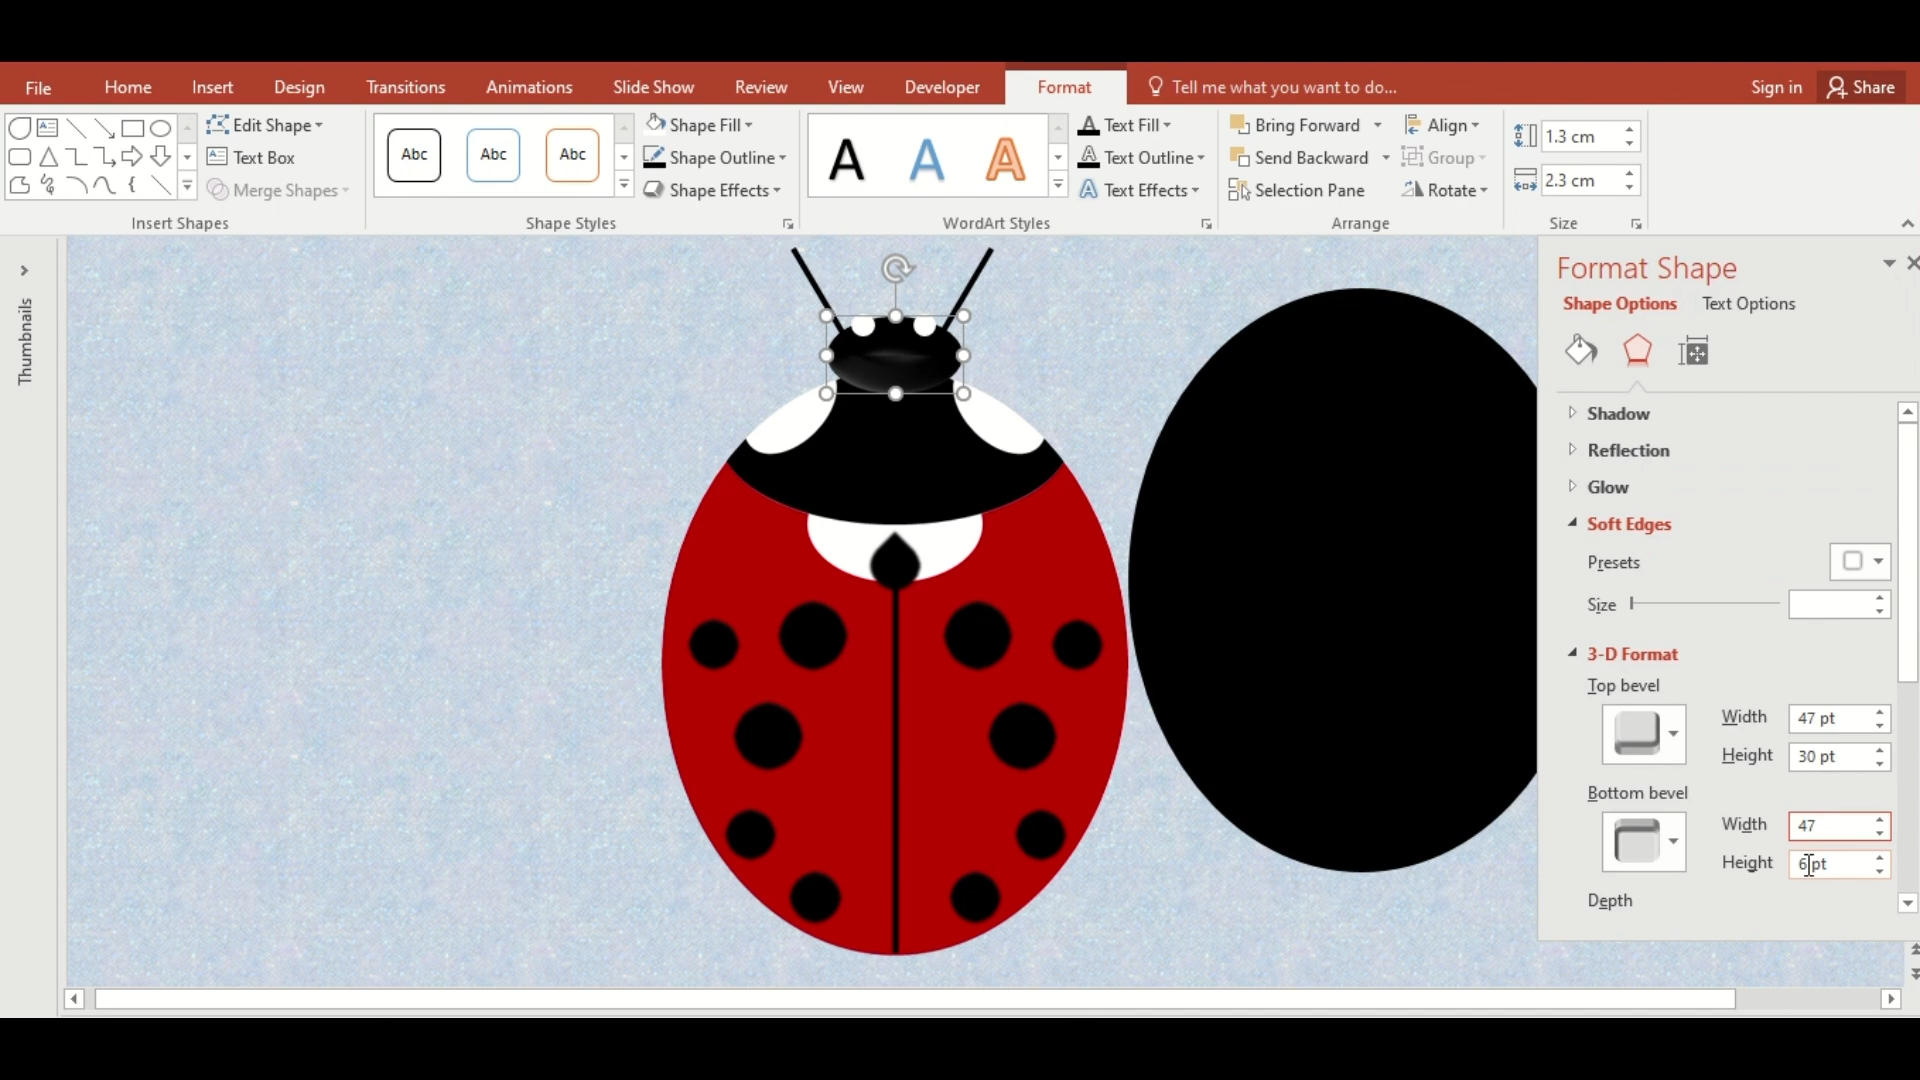 File Home Insert Design Transitions Animations Slide Show Review View Developer Format Tell me what you want to do... Sign in Share
Edit Shape
Text Box
Merge Shapes
Insert Shapes
Abc Abc Abc
Shape Fill
Shape Outline
Shape Effects
Shape Styles
A A A
Text Fill
Text Outline
Text Effects
WordArt Styles
Bring Forward
Send Backward
Selection Pane
Align
Group
Rotate
Arrange
1.3 cm
2.3 cm
Size
Thumbnails
Format Shape
Shape Options Text Options
Shadow
Reflection
Glow
Soft Edges
Presets
Size
3-D Format
Top bevel
Width 47 pt
Height 30 pt
Bottom bevel
Width 47
Height 6 pt
Depth